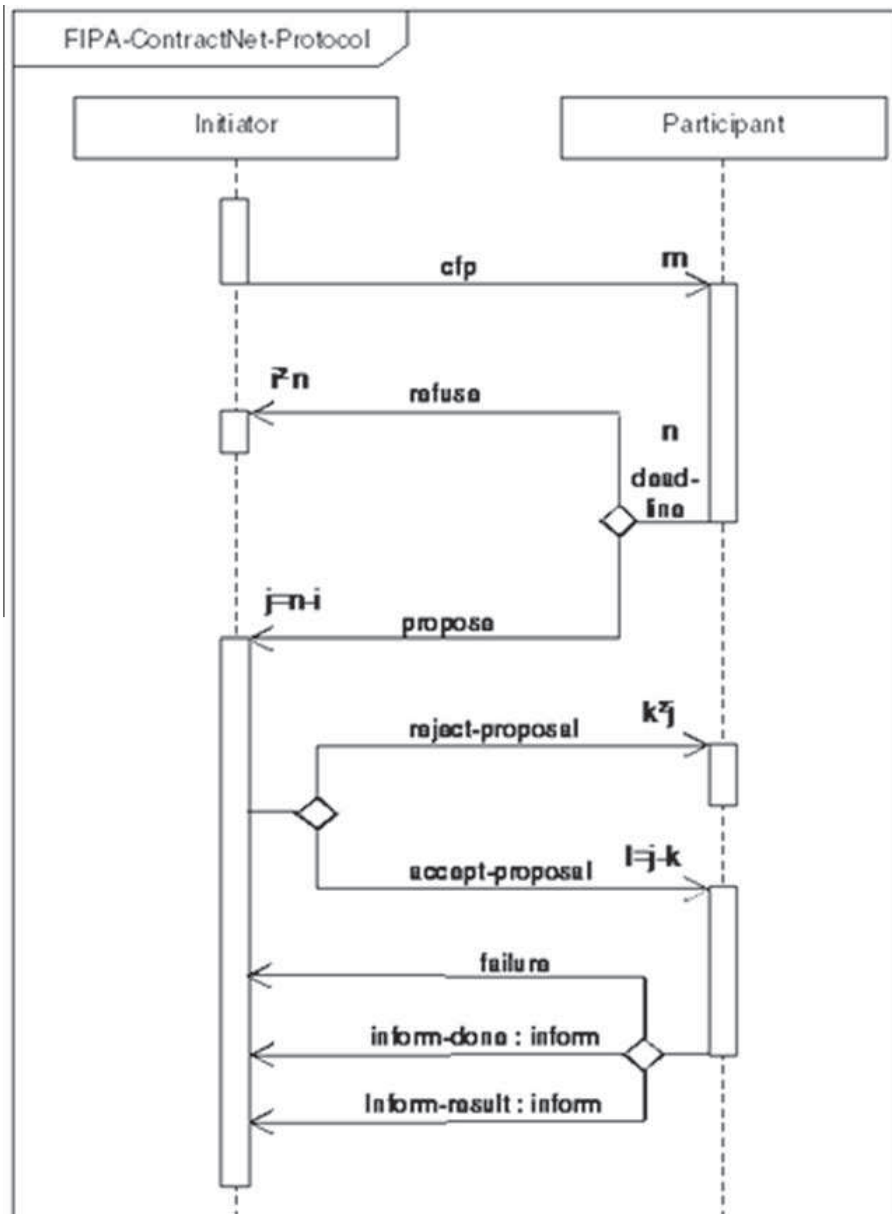 FIPA-ContractNet-Protocol
Initiator
Participant
cfp
m
refuse
n
dead-
line
j=n-i
propose
reject-proposal
l=j-k
accept-proposal
failure
inform-done : inform
Inform-result : inform